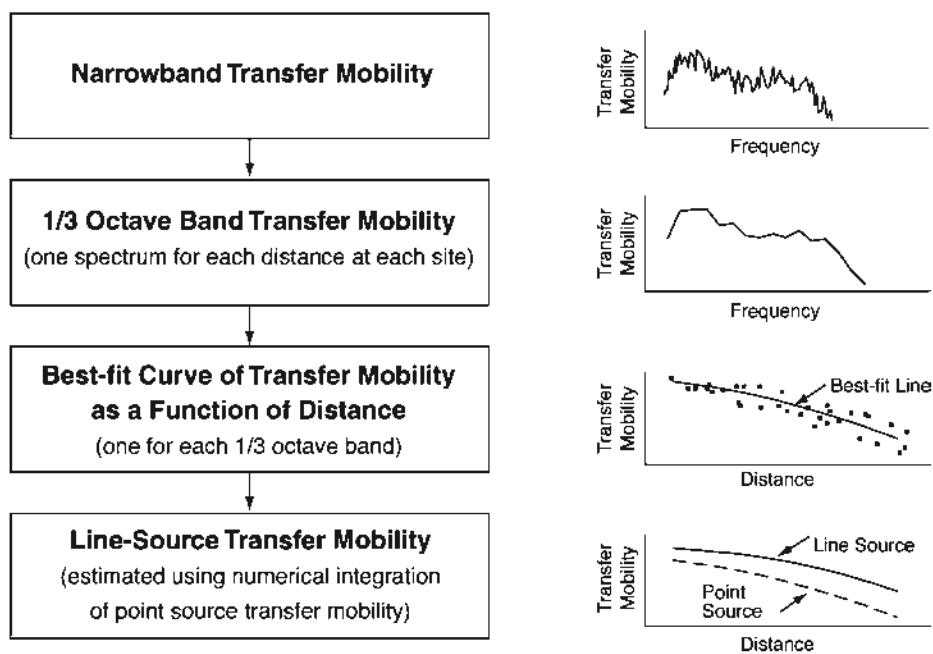 Narrowband Transfer Mobility
Transfer
Mobility
Frequency
1/3 Octave Band Transfer Mobility
(one spectrum for each distance at each site)
Transfer
Mobility
Frequency
Best-fit Curve of Transfer Mobility
as a Function of Distance
(one for each 1/3 octave band)
Transfer
Mobility
Best-fit Line
Distance
Line-Source Transfer Mobility
(estimated using numerical integration
of point source transfer mobility)
Transfer
Mobility
Line Source
Point
Source
Distance